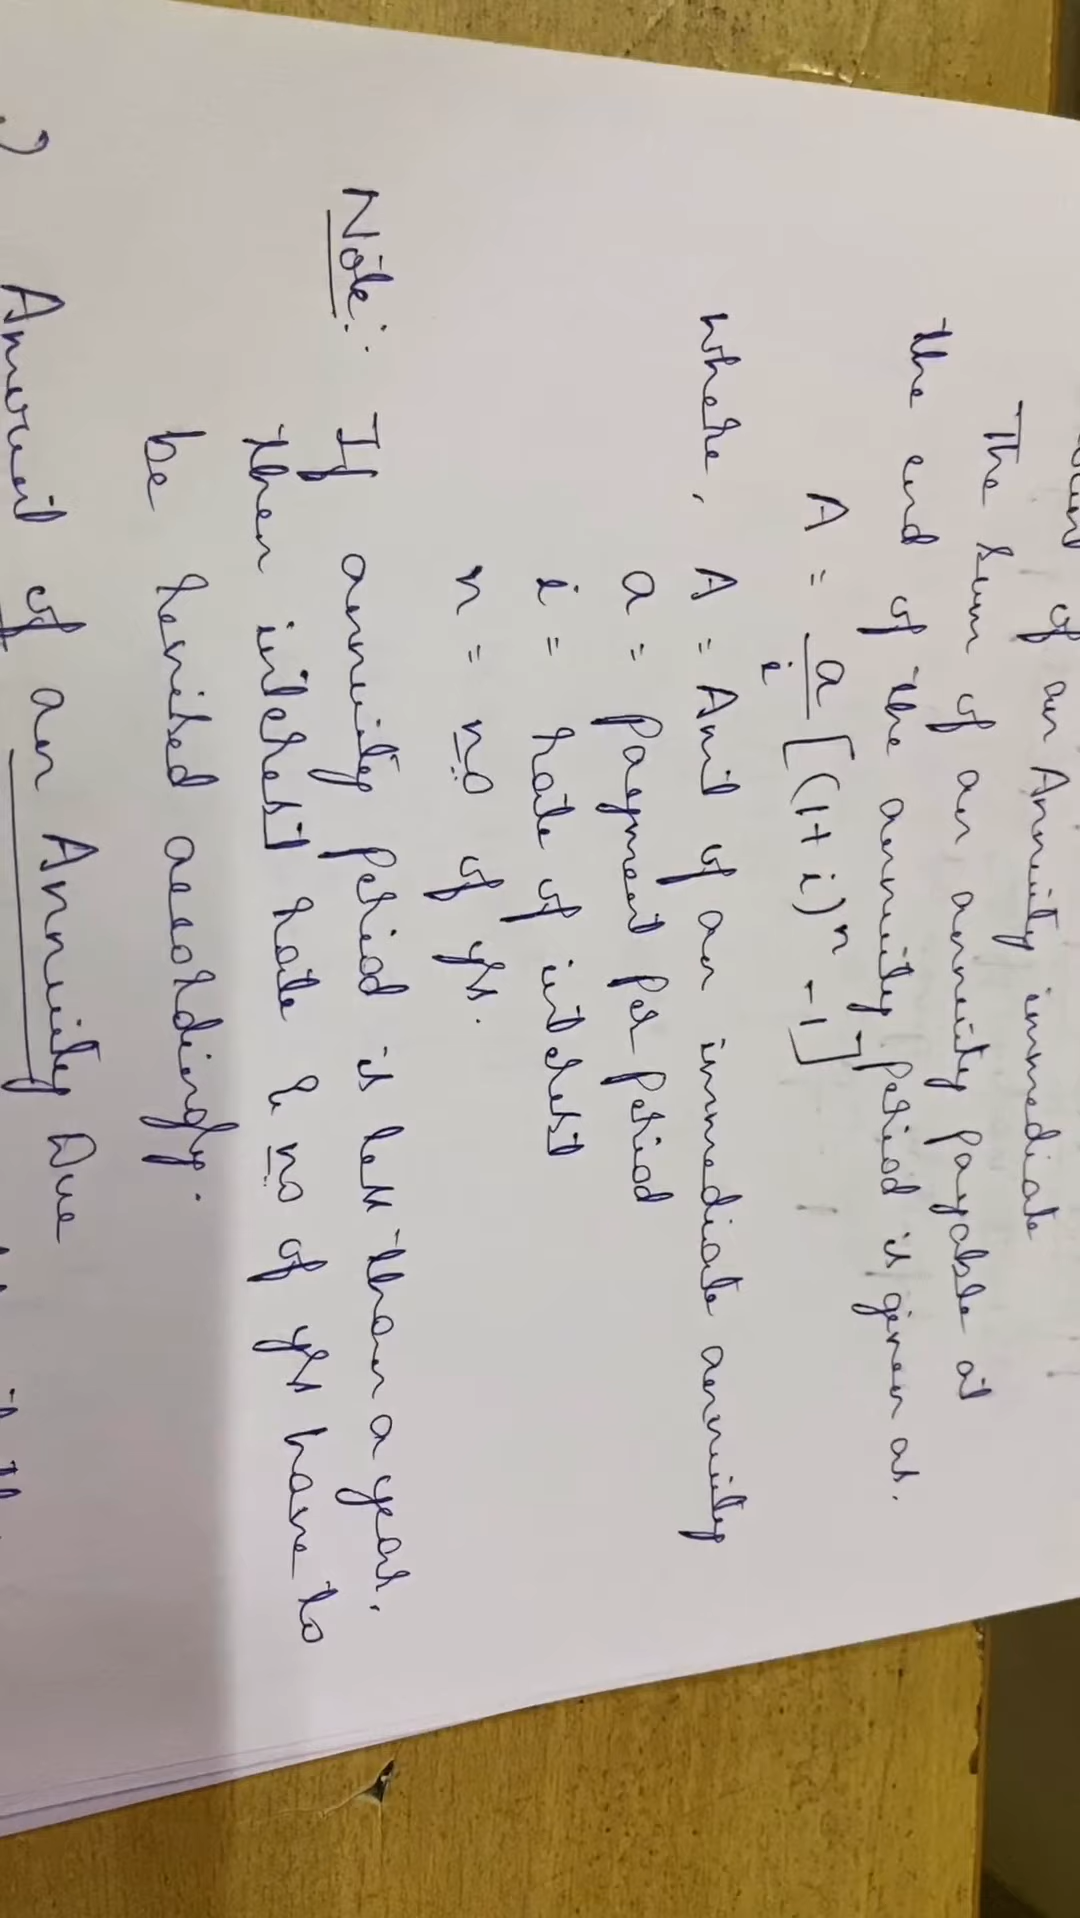 of an Annuity immediate
The sum of an annuity payable at
the end of the annuity period is given as.
A = a/i [(1+i)^n -1]
where, A = Amt of an immediate annuity
a = payment per period
i = rate of interest
n = no of yrs.
Note:- If annuity period is less than a year,
then interest rate & no of yrs have to
be revised accordingly.
Amount of an Annuity Due